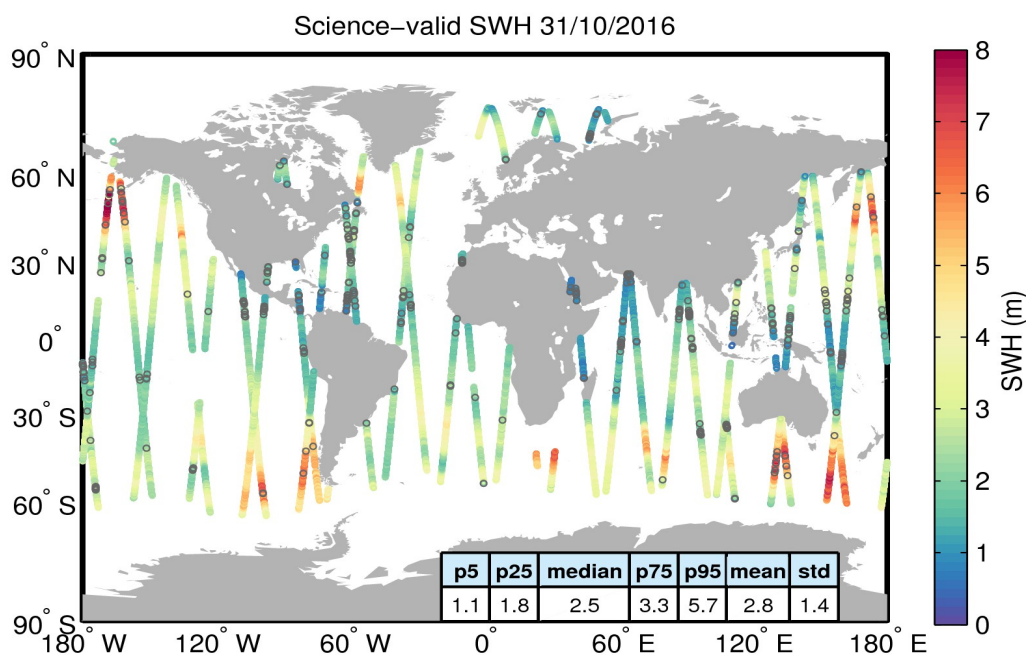 Science−valid SWH 31/10/2016
90° N
60° N
30° N
0°
30° S
60° S
90° S
180° W
120° W
60° W
0°
60° E
120° E
180° E
p5 p25 median p75 p95 mean std
1.1 1.8 2.5 3.3 5.7 2.8 1.4
8
7
6
5
4
3
2
1
0
SWH (m)